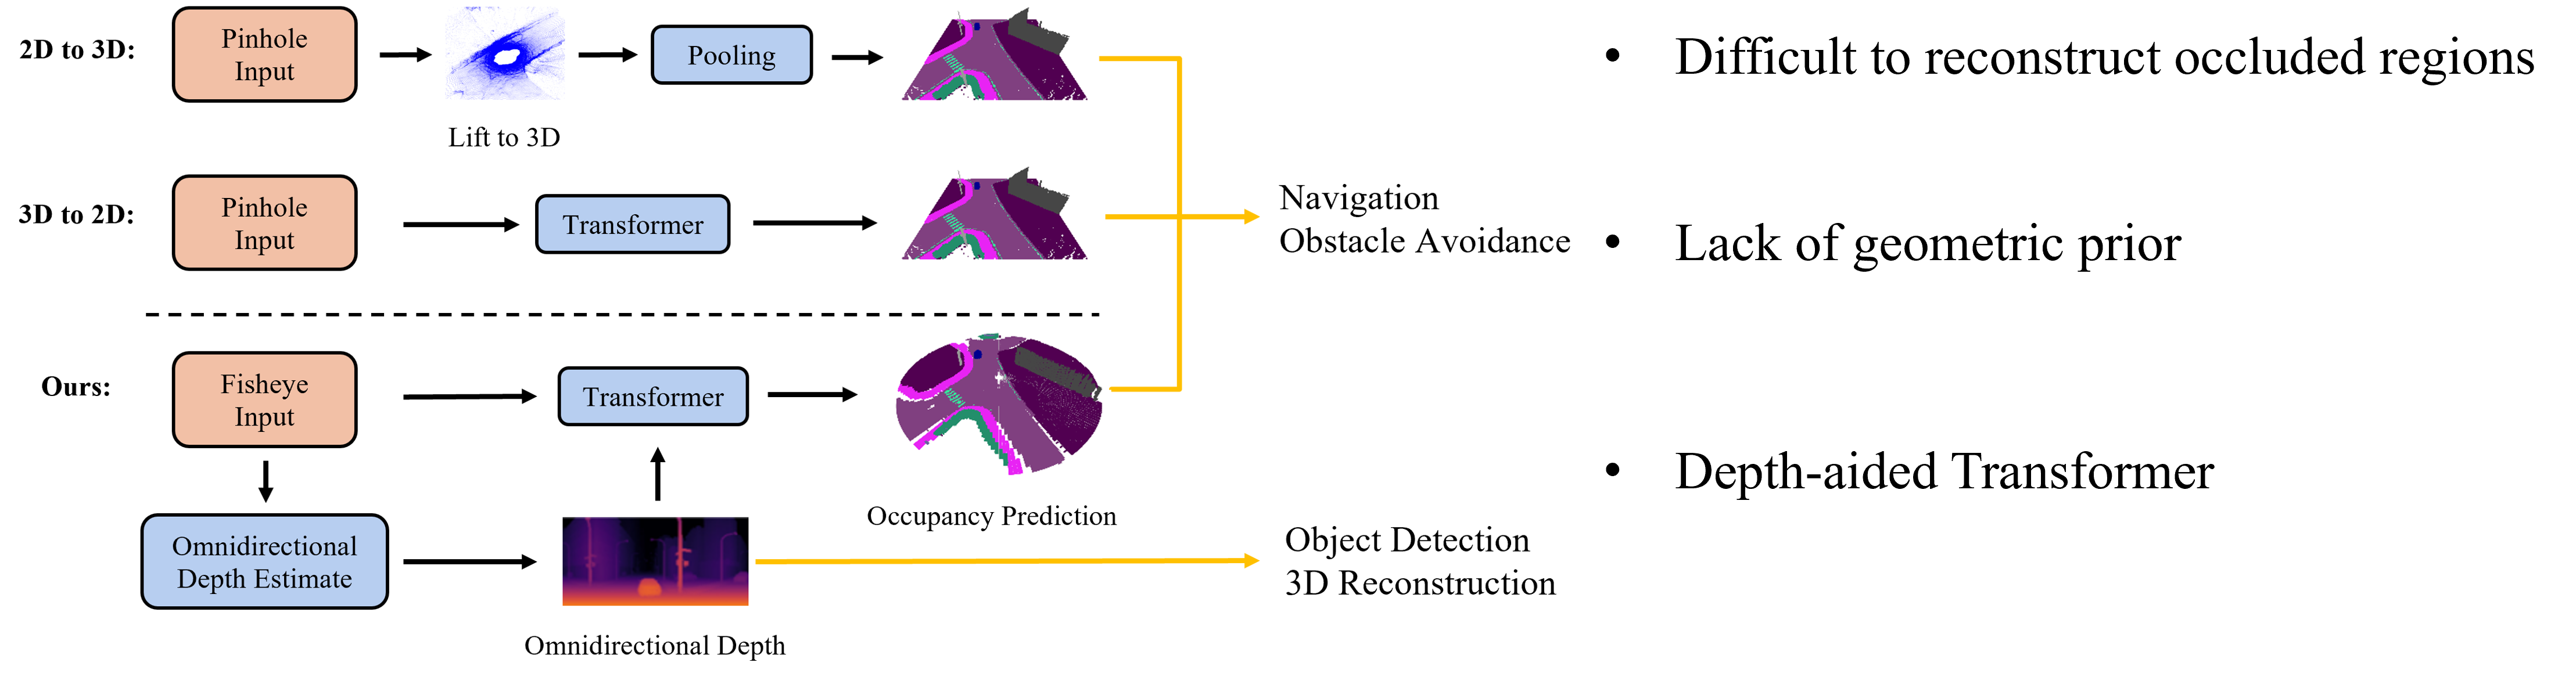 2D to 3D:
Pinhole
Input
Lift to 3D
Pooling
• Difficult to reconstruct occluded regions
3D to 2D:
Pinhole
Input
Transformer
Navigation
Obstacle Avoidance
• Lack of geometric prior
Ours:
Fisheye
Input
Transformer
Occupancy Prediction
• Depth-aided Transformer
Omnidirectional
Depth Estimate
Omnidirectional Depth
Object Detection
3D Reconstruction